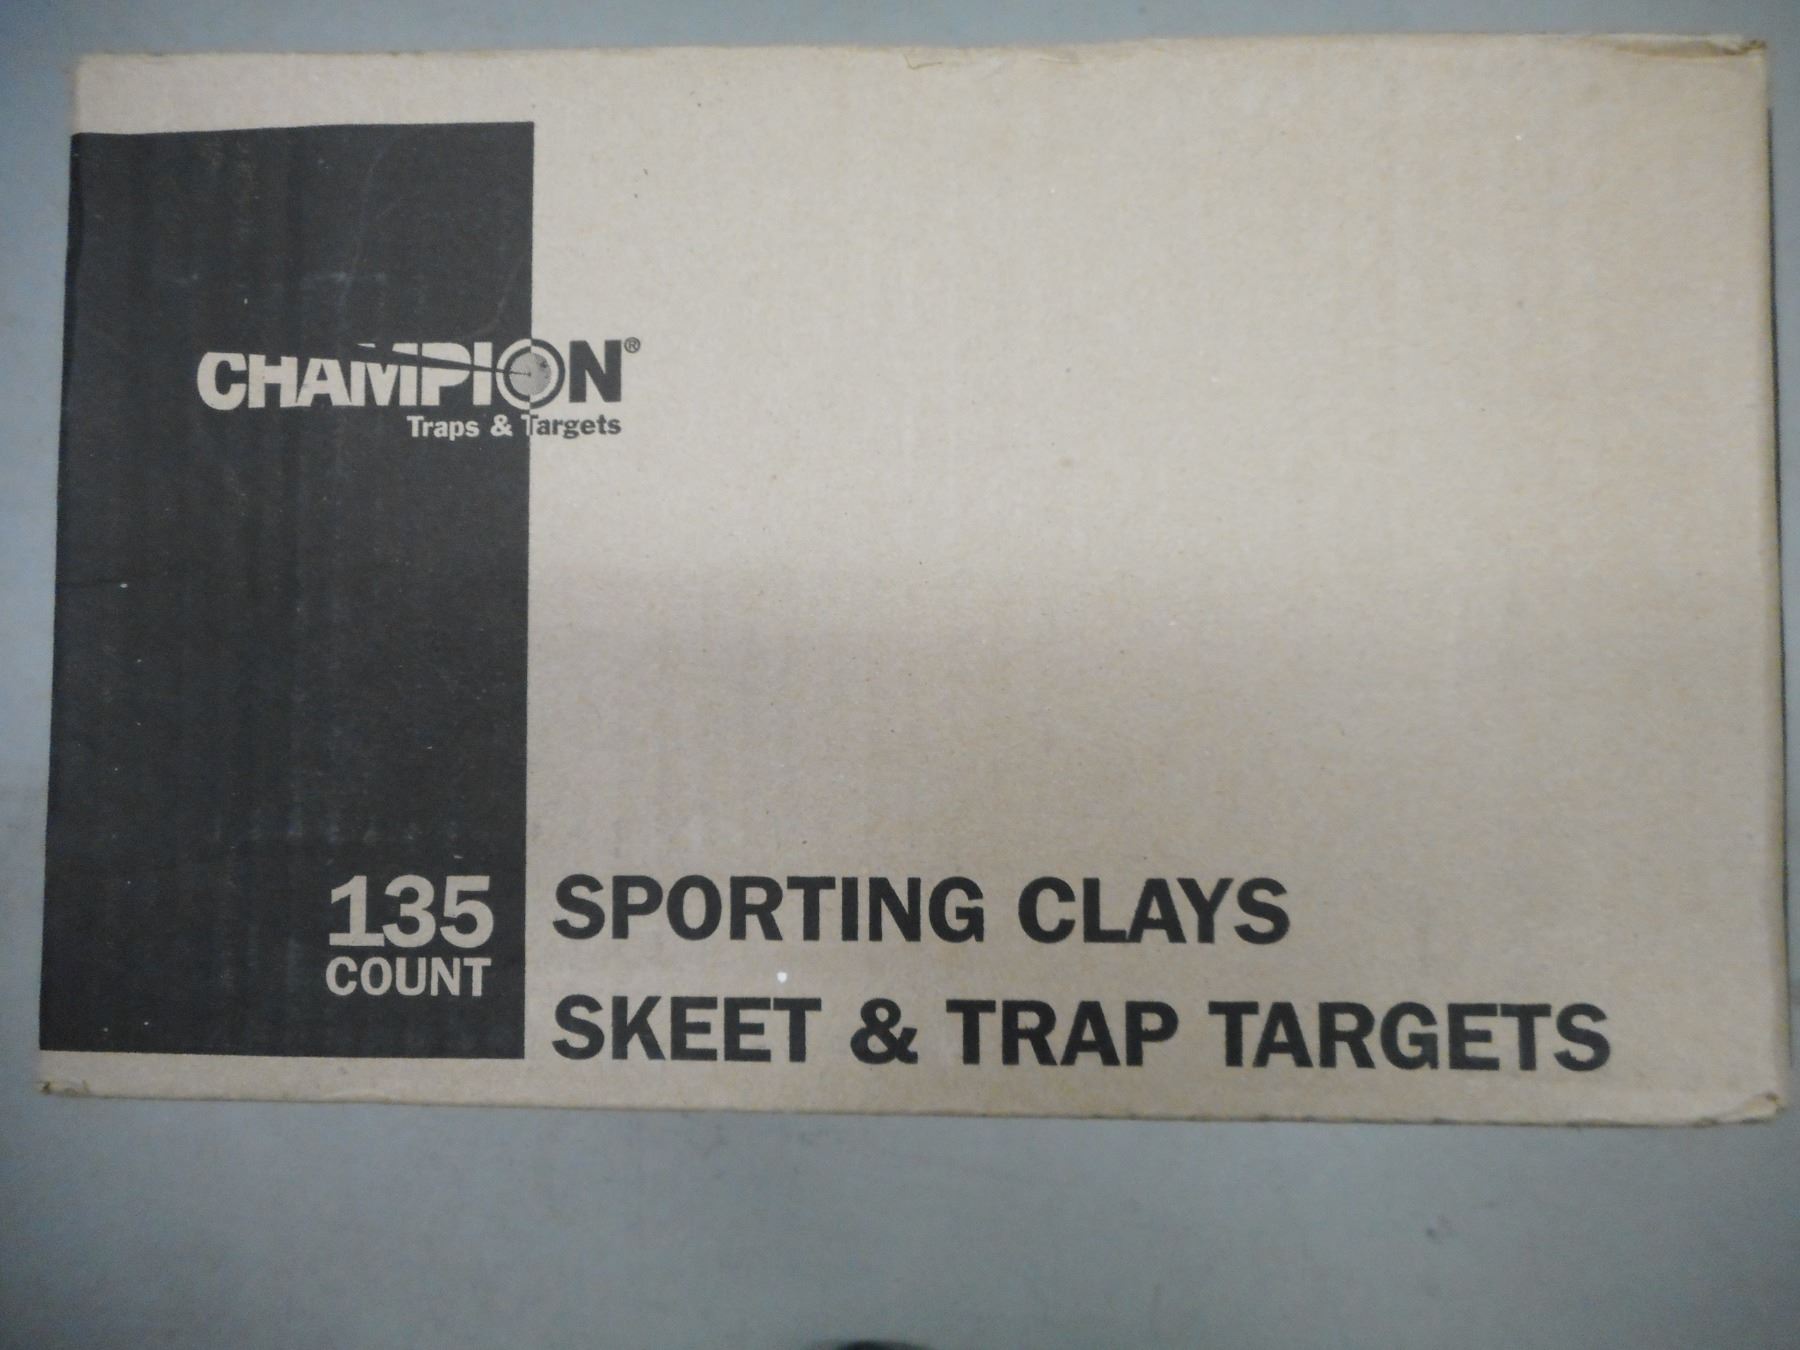 CHAMPION®
Traps & Targets
135
COUNT
SPORTING CLAYS
SKEET & TRAP TARGETS